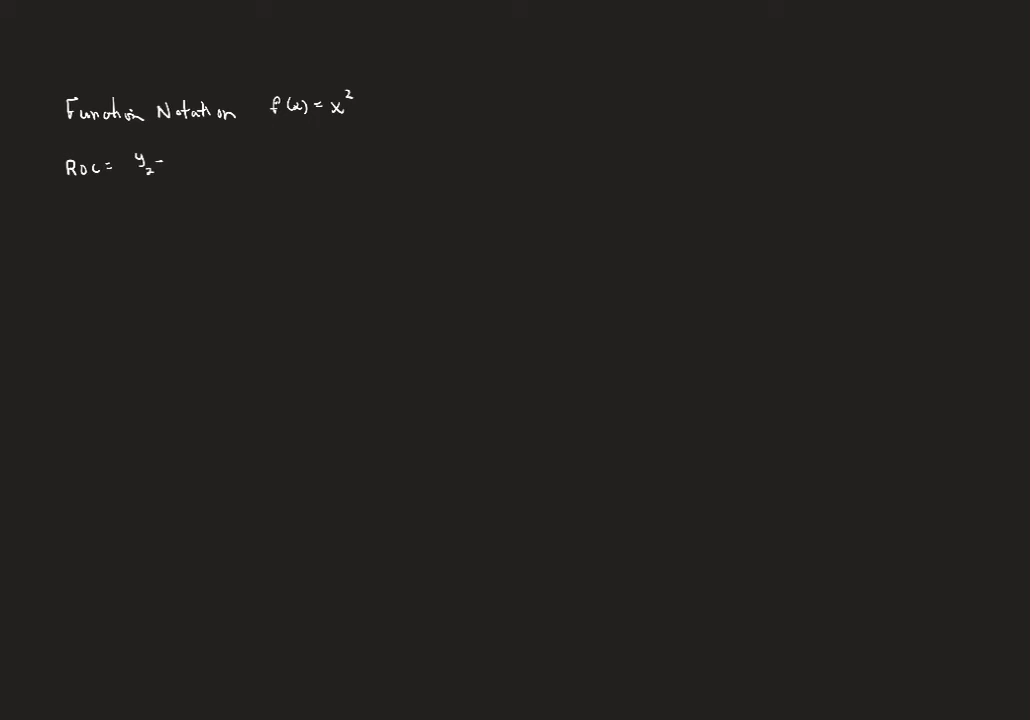 Function Notation f(x) = x²
ROC = y₂ -